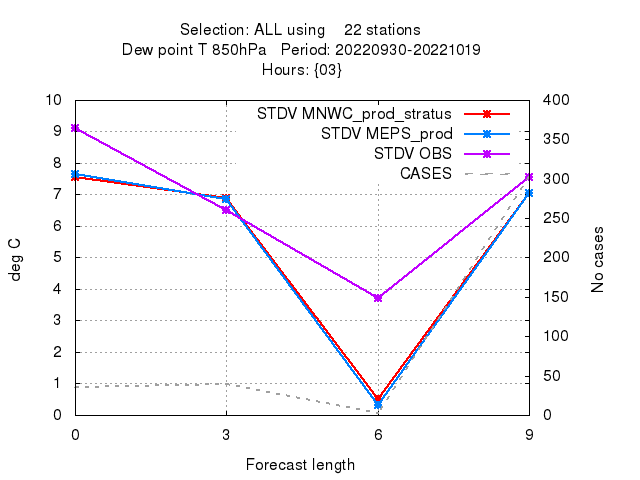 Selection: ALL using 22 stations
Dew point T 850hPa Period: 20220930-20221019
Hours: {03}
10 400
STDV MNWC_prod_stratus
9 350
STDV MEPS_prod
STDV OBS
8 300
CASES
7
6 250
deg C
5 200
No cases
4 150
3
2 100
1 50
0 0
0 3 6 9
Forecast length